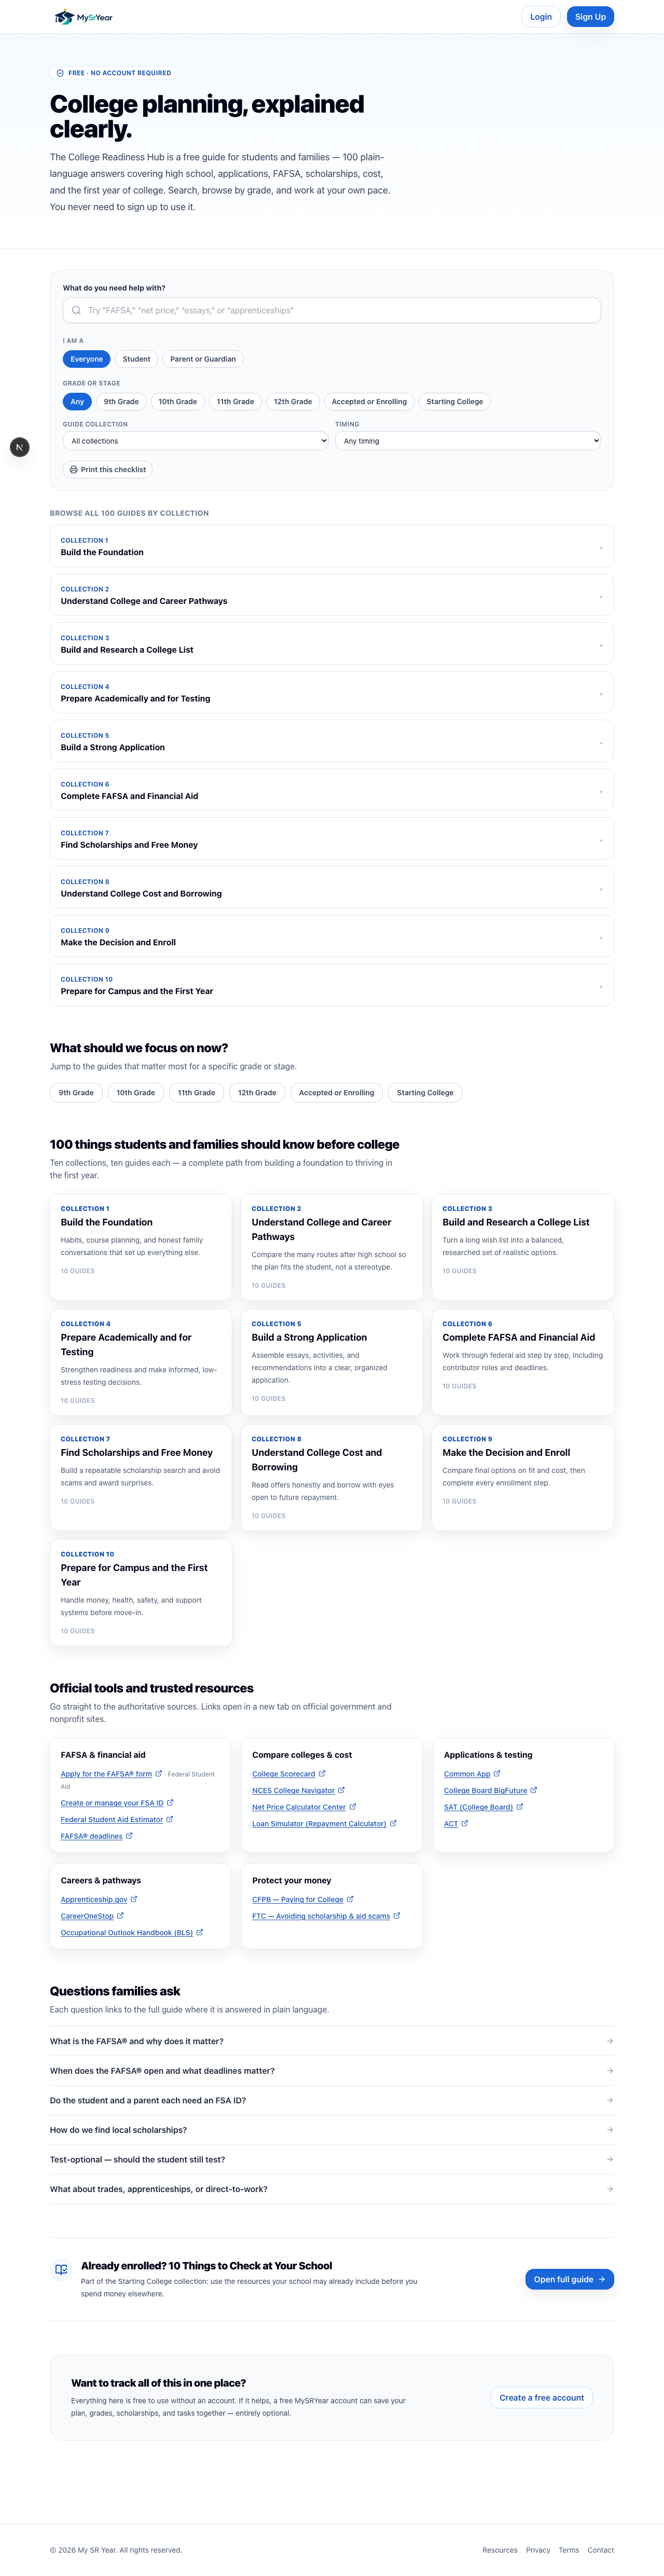 MySrYear
Login
Sign Up
FREE · NO ACCOUNT REQUIRED
College planning, explained
clearly.
The College Readiness Hub is a free guide for students and families — 100 plain-
language answers covering high school, applications, FAFSA, scholarships, cost,
and the first year of college. Search, browse by grade, and work at your own pace.
You never need to sign up to use it.
What do you need help with?
Try “FAFSA,” “net price,” “essays,” or “apprenticeships”
I AM A
Everyone
Student
Parent or Guardian
GRADE OR STAGE
Any
9th Grade
10th Grade
11th Grade
12th Grade
Accepted or Enrolling
Starting College
GUIDE COLLECTION
TIMING
All collections
Any timing
N
Print this checklist
BROWSE ALL 100 GUIDES BY COLLECTION
COLLECTION 1
Build the Foundation
COLLECTION 2
Understand College and Career Pathways
COLLECTION 3
Build and Research a College List
COLLECTION 4
Prepare Academically and for Testing
COLLECTION 5
Build a Strong Application
COLLECTION 6
Complete FAFSA and Financial Aid
COLLECTION 7
Find Scholarships and Free Money
COLLECTION 8
Understand College Cost and Borrowing
COLLECTION 9
Make the Decision and Enroll
COLLECTION 10
Prepare for Campus and the First Year
What should we focus on now?
Jump to the guides that matter most for a specific grade or stage.
9th Grade
10th Grade
11th Grade
12th Grade
Accepted or Enrolling
Starting College
100 things students and families should know before college
Ten collections, ten guides each — a complete path from building a foundation to thriving in
the first year.
COLLECTION 1
Build the Foundation
Habits, course planning, and honest family
conversations that set up everything else.
10 GUIDES
COLLECTION 2
Understand College and Career
Pathways
Compare the many routes after high school so
the plan fits the student, not a stereotype.
10 GUIDES
COLLECTION 3
Build and Research a College List
Turn a long wish list into a balanced,
researched set of realistic options.
10 GUIDES
COLLECTION 4
Prepare Academically and for
Testing
Strengthen readiness and make informed, low-
stress testing decisions.
10 GUIDES
COLLECTION 5
Build a Strong Application
Assemble essays, activities, and
recommendations into a clear, organized
application.
10 GUIDES
COLLECTION 6
Complete FAFSA and Financial Aid
Work through federal aid step by step, including
contributor roles and deadlines.
10 GUIDES
COLLECTION 7
Find Scholarships and Free Money
Build a repeatable scholarship search and avoid
scams and award surprises.
10 GUIDES
COLLECTION 8
Understand College Cost and
Borrowing
Read offers honestly and borrow with eyes
open to future repayment.
10 GUIDES
COLLECTION 9
Make the Decision and Enroll
Compare final options on fit and cost, then
complete every enrollment step.
10 GUIDES
COLLECTION 10
Prepare for Campus and the First
Year
Handle money, health, safety, and support
systems before move-in.
10 GUIDES
Official tools and trusted resources
Go straight to the authoritative sources. Links open in a new tab on official government and
nonprofit sites.
FAFSA & financial aid
Apply for the FAFSA® form · Federal Student
Aid
Create or manage your FSA ID
Federal Student Aid Estimator
FAFSA® deadlines
Compare colleges & cost
College Scorecard
NCES College Navigator
Net Price Calculator Center
Loan Simulator (Repayment Calculator)
Applications & testing
Common App
College Board BigFuture
SAT (College Board)
ACT
Careers & pathways
Apprenticeship.gov
CareerOneStop
Occupational Outlook Handbook (BLS)
Protect your money
CFPB — Paying for College
FTC — Avoiding scholarship & aid scams
Questions families ask
Each question links to the full guide where it is answered in plain language.
What is the FAFSA® and why does it matter?
When does the FAFSA® open and what deadlines matter?
Do the student and a parent each need an FSA ID?
How do we find local scholarships?
Test-optional — should the student still test?
What about trades, apprenticeships, or direct-to-work?
Already enrolled? 10 Things to Check at Your School
Part of the Starting College collection: use the resources your school may already include before you
spend money elsewhere.
Open full guide
Want to track all of this in one place?
Everything here is free to use without an account. If it helps, a free MySRYear account can save your
plan, grades, scholarships, and tasks together — entirely optional.
Create a free account
© 2026 My SR Year. All rights reserved.
Resources
Privacy
Terms
Contact